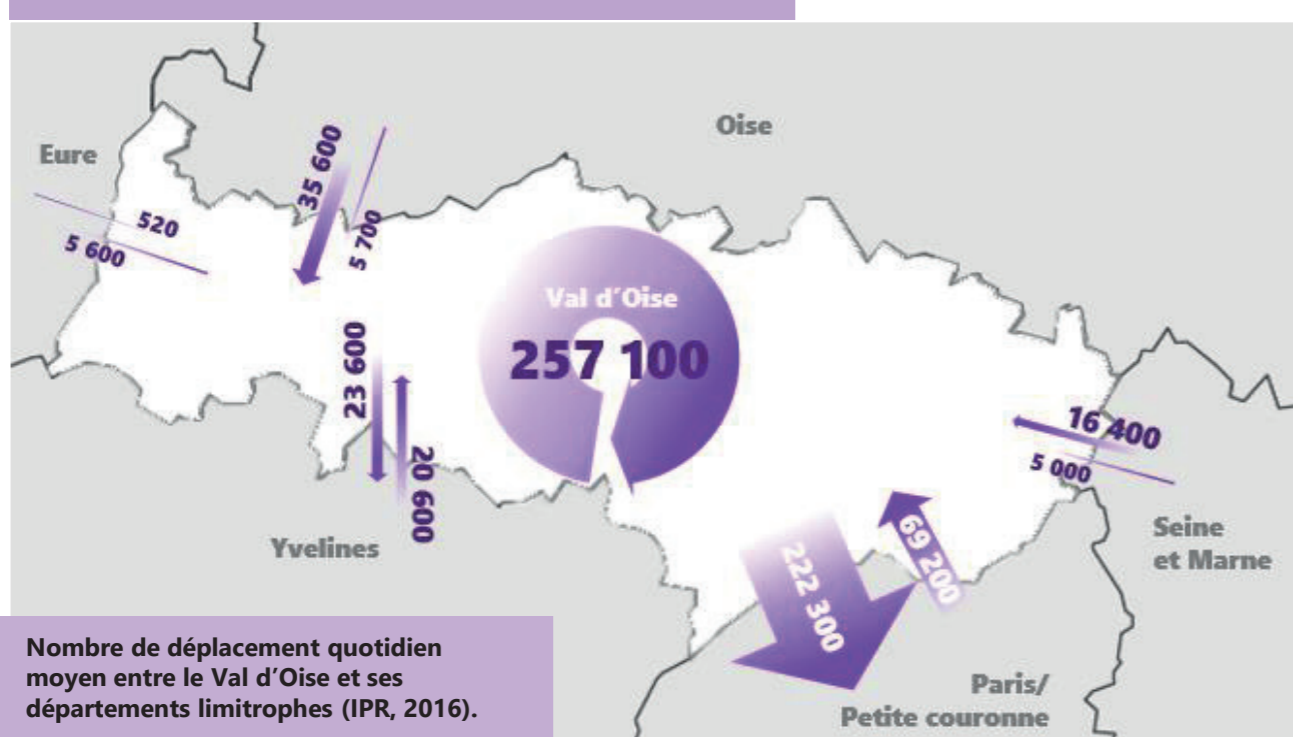 Oise
Eure
35 600
5 700
520
5 600
Val d'Oise
257 100
23 600
20 600
16 400
5 000
Seine
et Marne
Yvelines
69 200
222 300
Paris/
Petite couronne
Nombre de déplacement quotidien
moyen entre le Val d'Oise et ses
départements limitrophes (IPR, 2016).